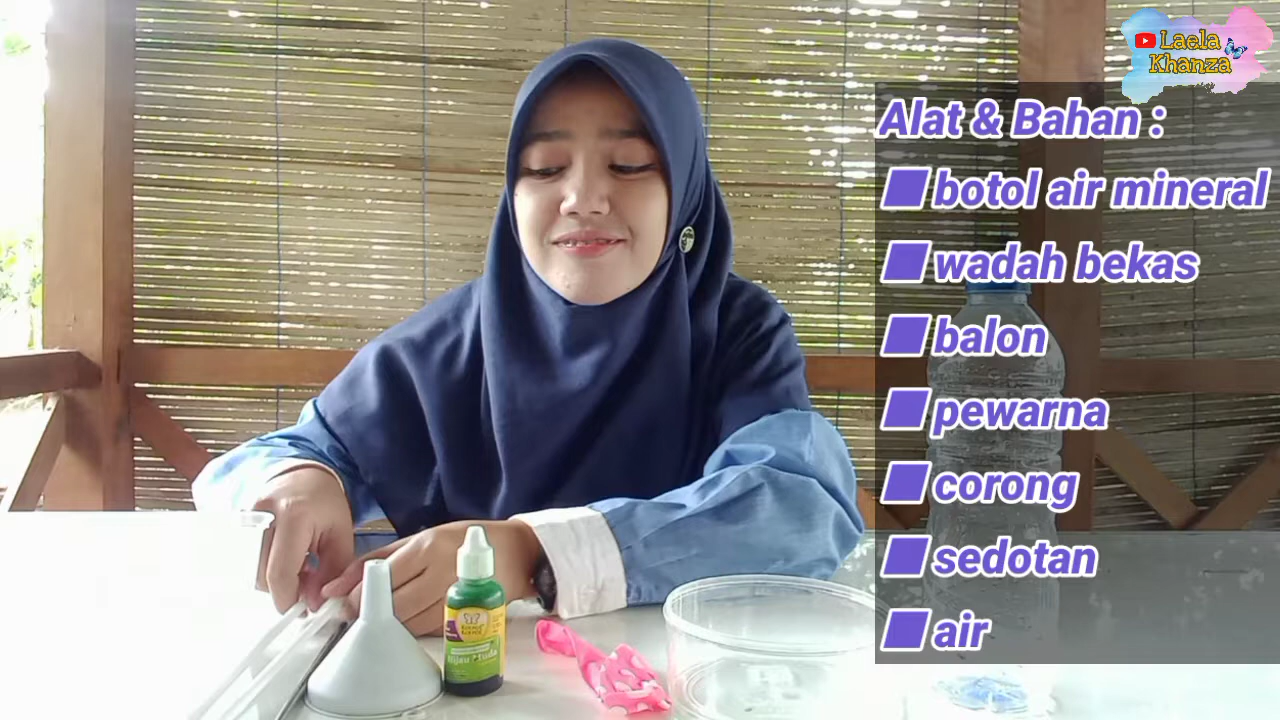 Laela
Khanza
Alat & Bahan :
botol air mineral
wadah bekas
balon
pewarna
corong
sedotan
air
Hijau Muda